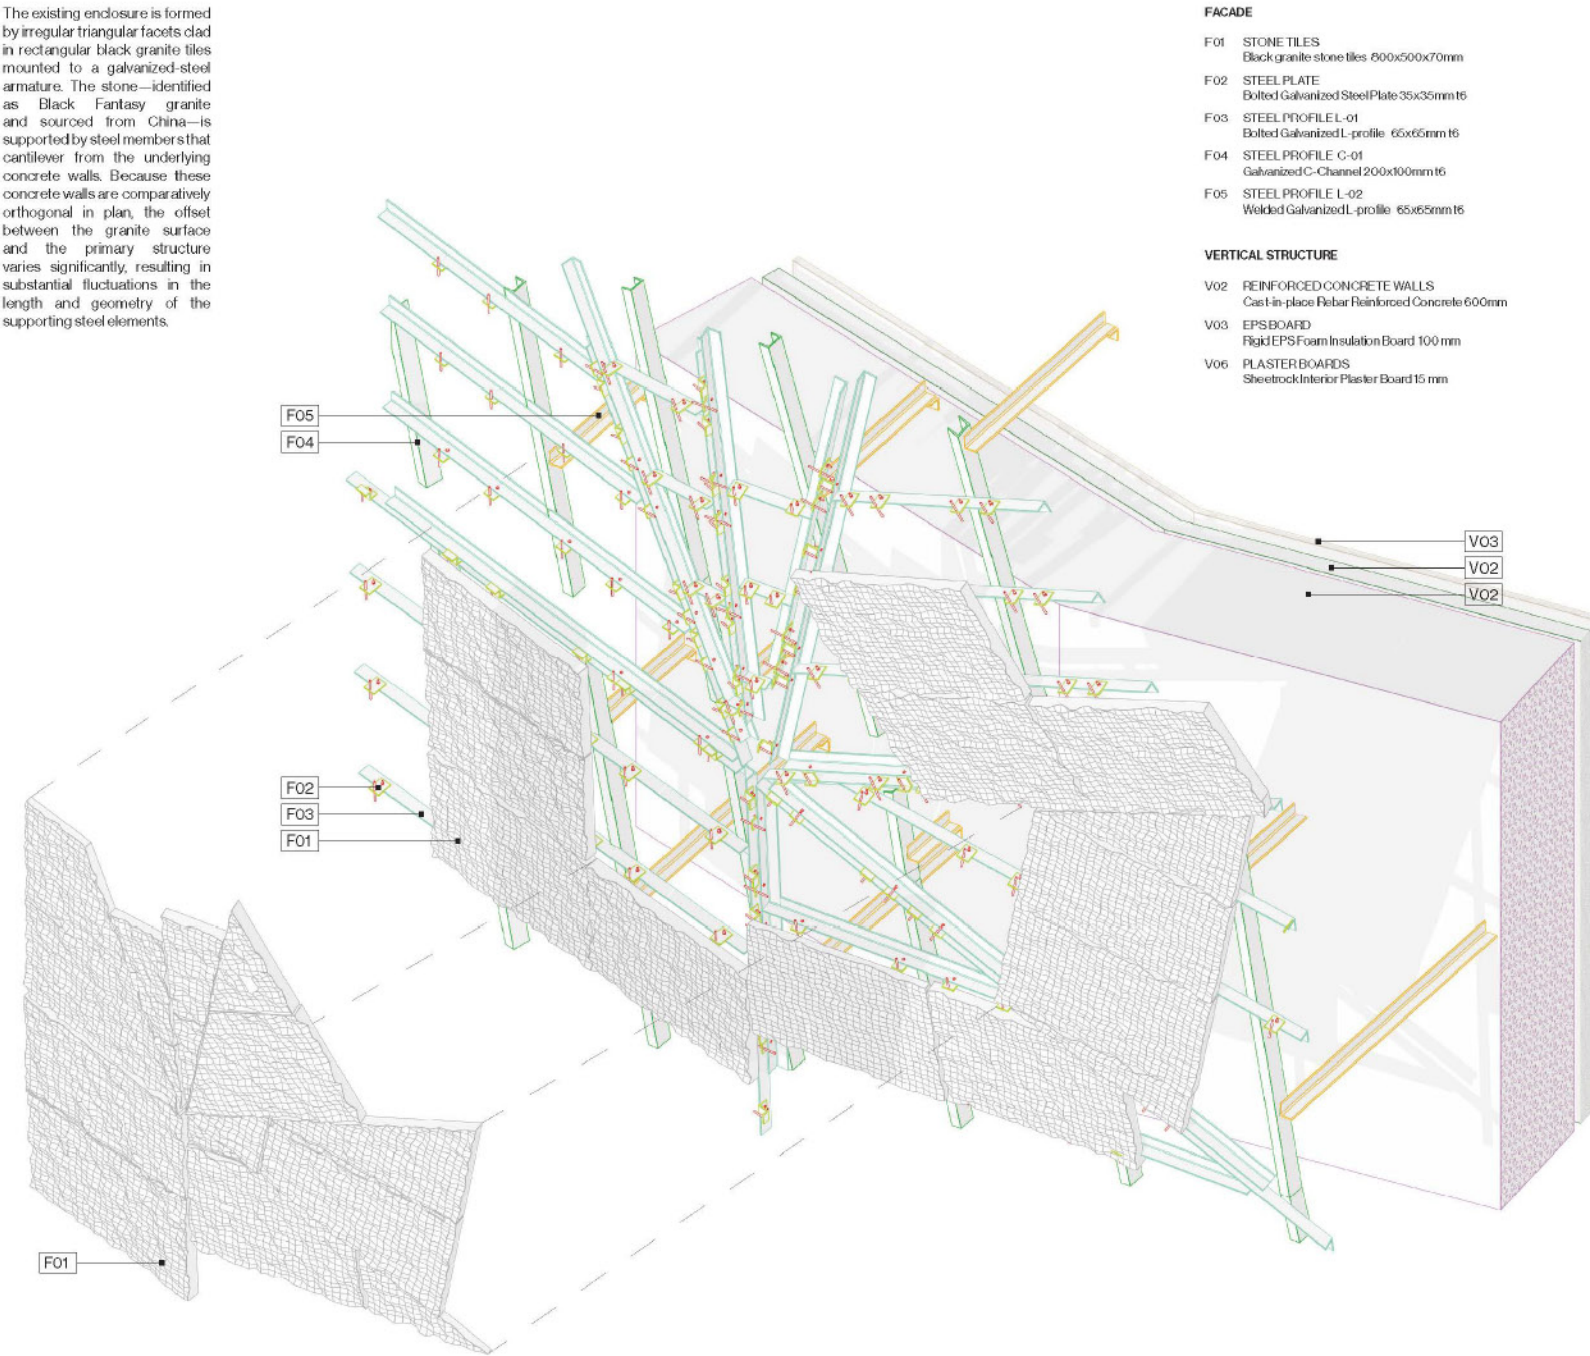 The existing enclosure is formed
by irregular triangular facets clad
in rectangular black granite tiles
mounted to a galvanized-steel
armature. The stone—identified
as Black Fantasy granite
and sourced from China—is
supported by steel members that
cantilever from the underlying
concrete walls. Because these
concrete walls are comparatively
orthogonal in plan, the offset
between the granite surface
and the primary structure
varies significantly, resulting in
substantial fluctuations in the
length and geometry of the
supporting steel elements.
FACADE
F01 STONE TILES
Black granite stone tiles 800x500x70mm
F02 STEEL PLATE
Bolted Galvanized Steel Plate 35x35mm t6
F03 STEEL PROFILE L-01
Bolted Galvanized L-profile 65x65mm t6
F04 STEEL PROFILE C-01
Galvanized C-Channel 200x100mm t6
F05 STEEL PROFILE L-02
Welded Galvanized L-profile 65x65mm t6
VERTICAL STRUCTURE
V02 REINFORCED CONCRETE WALLS
Cast-in-place Rebar Reinforced Concrete 600mm
V03 EPS BOARD
Rigid EPS Foam Insulation Board 100 mm
V06 PLASTER BOARDS
Sheetrock Interior Plaster Board 15 mm
F05
F04
V03
V02
V02
F02
F03
F01
F01